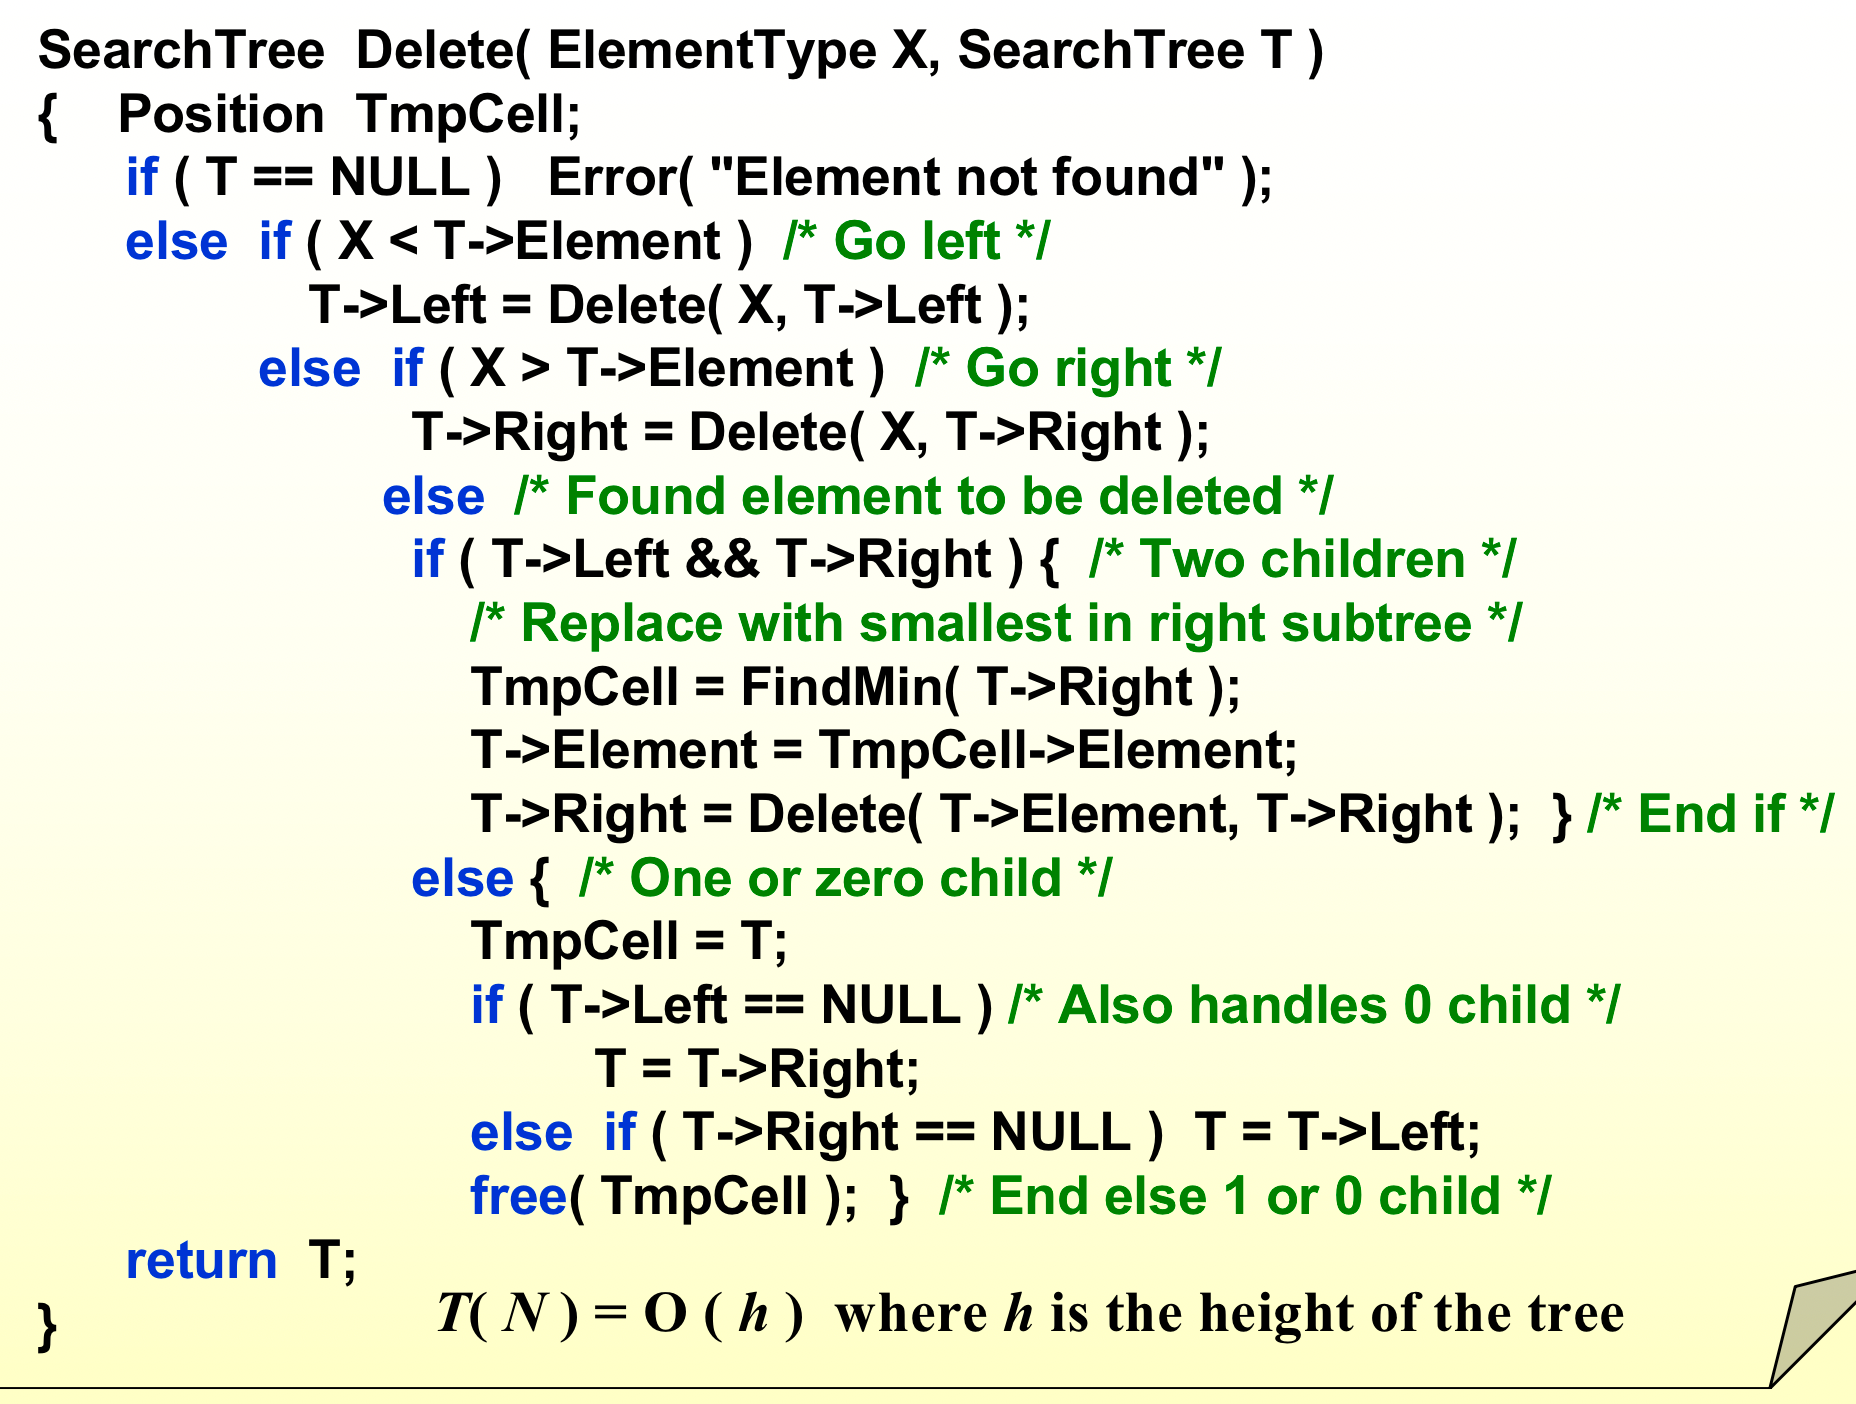 SearchTree Delete( ElementType X, SearchTree T )
{ Position TmpCell;
if ( T == NULL ) Error( "Element not found" );
else if ( X < T->Element ) /* Go left */
T->Left = Delete( X, T->Left );
else if ( X > T->Element ) /* Go right */
T->Right = Delete( X, T->Right );
else /* Found element to be deleted */
if ( T->Left && T->Right ) { /* Two children */
/* Replace with smallest in right subtree */
TmpCell = FindMin( T->Right );
T->Element = TmpCell->Element;
T->Right = Delete( T->Element, T->Right ); } /* End if */
else { /* One or zero child */
TmpCell = T;
if ( T->Left == NULL ) /* Also handles 0 child */
T = T->Right;
else if ( T->Right == NULL ) T = T->Left;
free( TmpCell ); } /* End else 1 or 0 child */
return T;
}
T( N ) = O ( h ) where h is the height of the tree